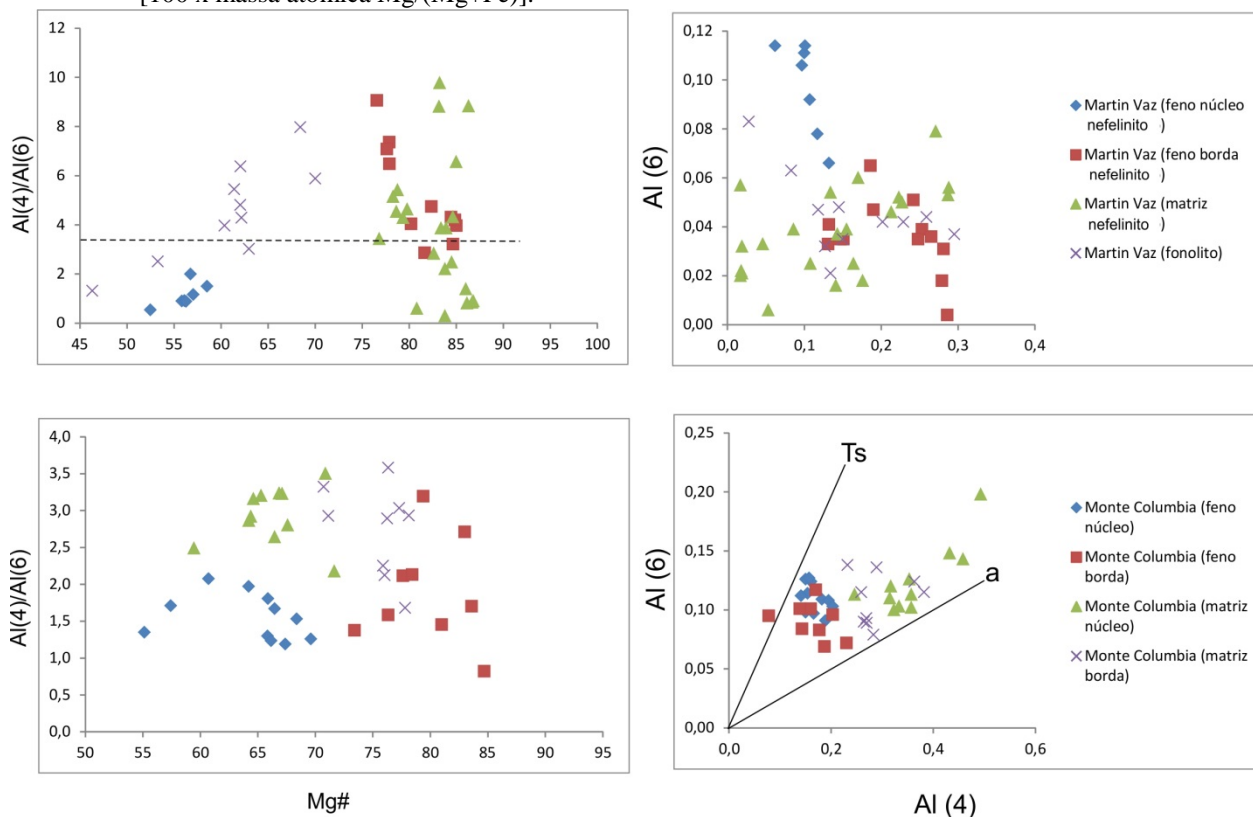 [100 x massa atômica Mg/(Mg+Fe)].
Al(4)/Al(6)
12
10
8
6
4
2
0
45 50 55 60 65 70 75 80 85 90 95 100
Al (6)
0,12
0,10
0,08
0,06
0,04
0,02
0,00
0,0 0,1 0,2 0,3 0,4
Martin Vaz (feno núcleo
nefelinito )
Martin Vaz (feno borda
nefelinito )
Martin Vaz (matriz
nefelinito )
Martin Vaz (fonolito)
Al(4)/Al(6)
4,0
3,5
3,0
2,5
2,0
1,5
1,0
0,5
0,0
50 55 60 65 70 75 80 85 90 95
Mg#
Al (6)
0,25
0,20
0,15
0,10
0,05
0,00
0,0 0,2 0,4 0,6
Ts
a
Al (4)
Monte Columbia (feno
núcleo)
Monte Columbia (feno
borda)
Monte Columbia (matriz
núcleo)
Monte Columbia (matriz
borda)